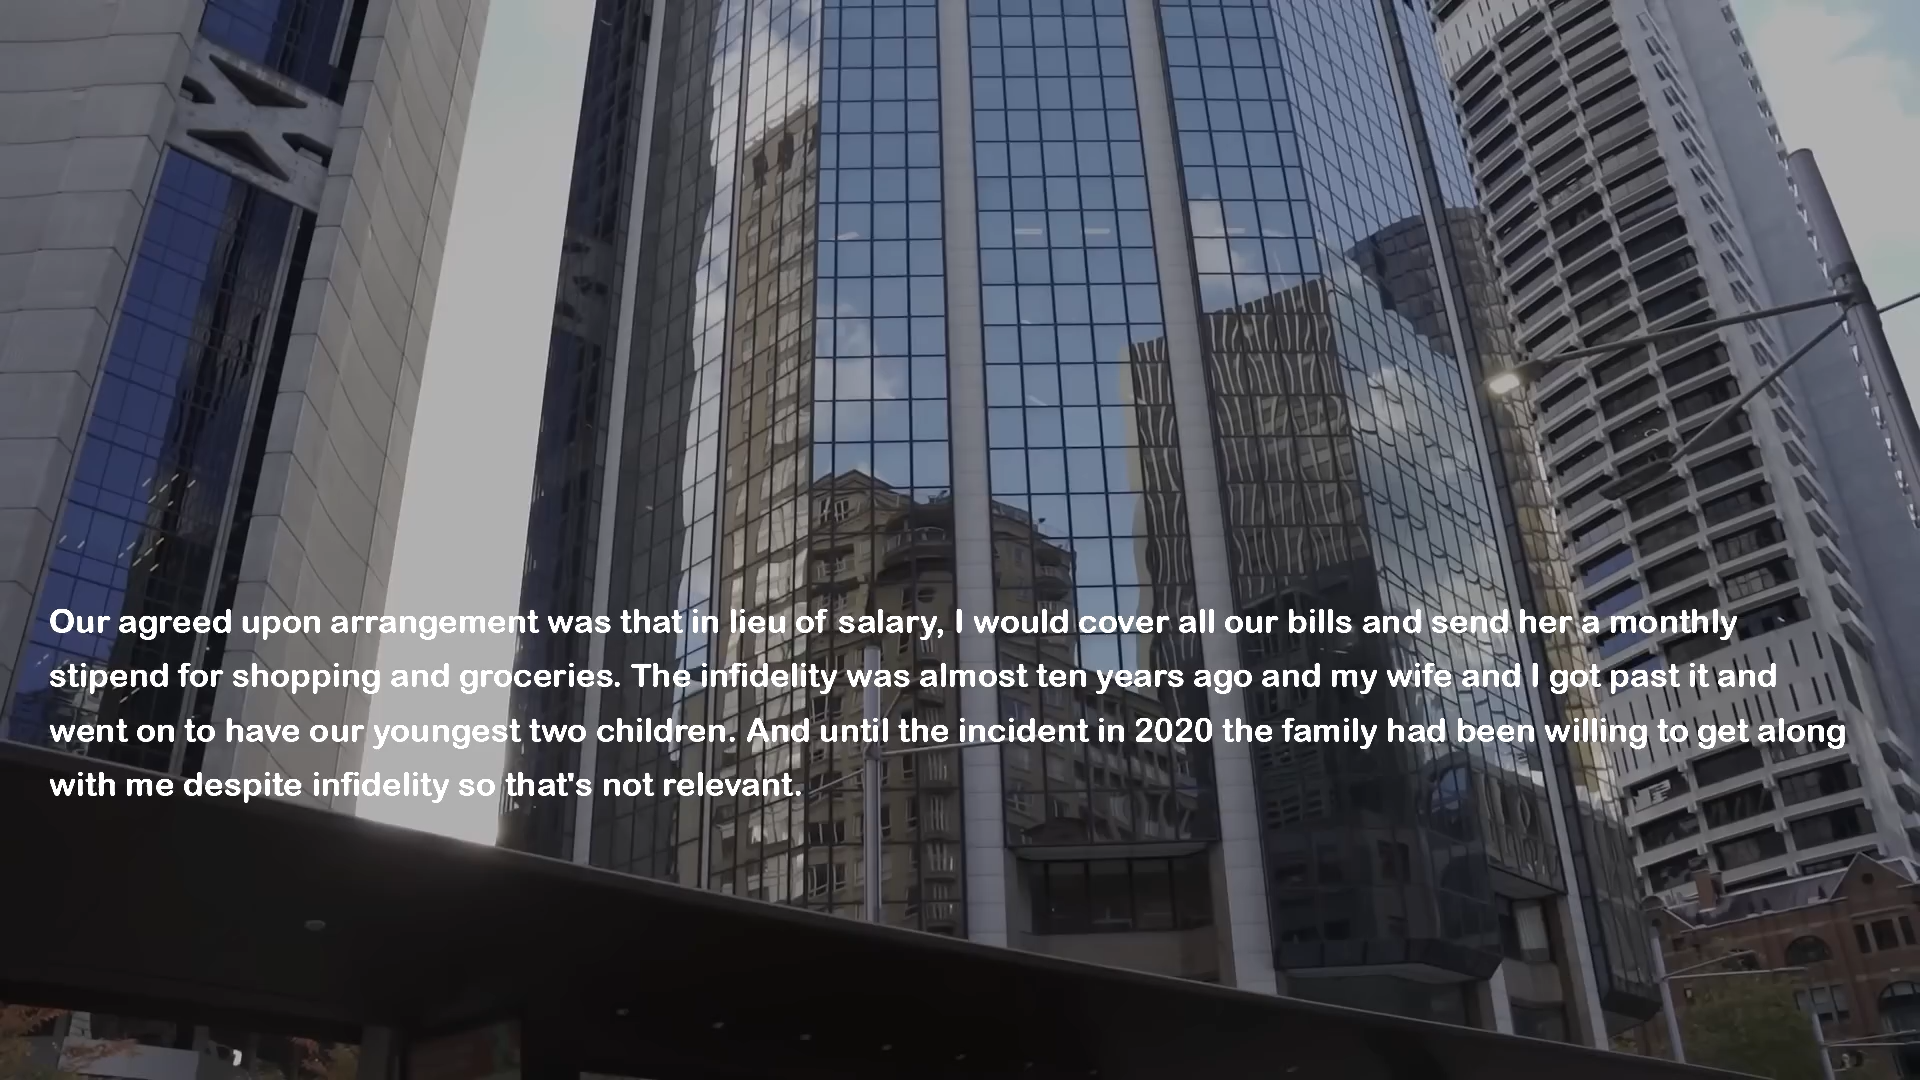 Our agreed upon arrangement was that in lieu of salary, I would cover all our bills and send her a monthly
stipend for shopping and groceries. The infidelity was almost ten years ago and my wife and I got past it and
went on to have our youngest two children. And until the incident in 2020 the family had been willing to get along
with me despite infidelity so that's not relevant.